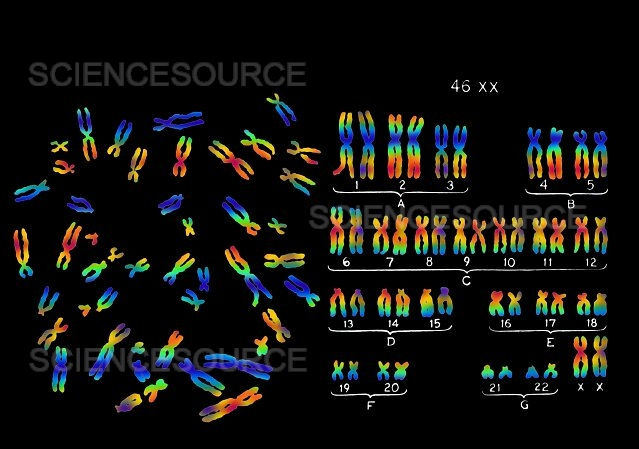 SCIENCESOURCE
46 XX
1 2 3
A
4 5
B
SCIENCESOURCE
6 7 8 9 10 11 12
C
13 14 15
D
16 17 18
E
SCIENCESOURCE
19 20
F
21 22
G
X X